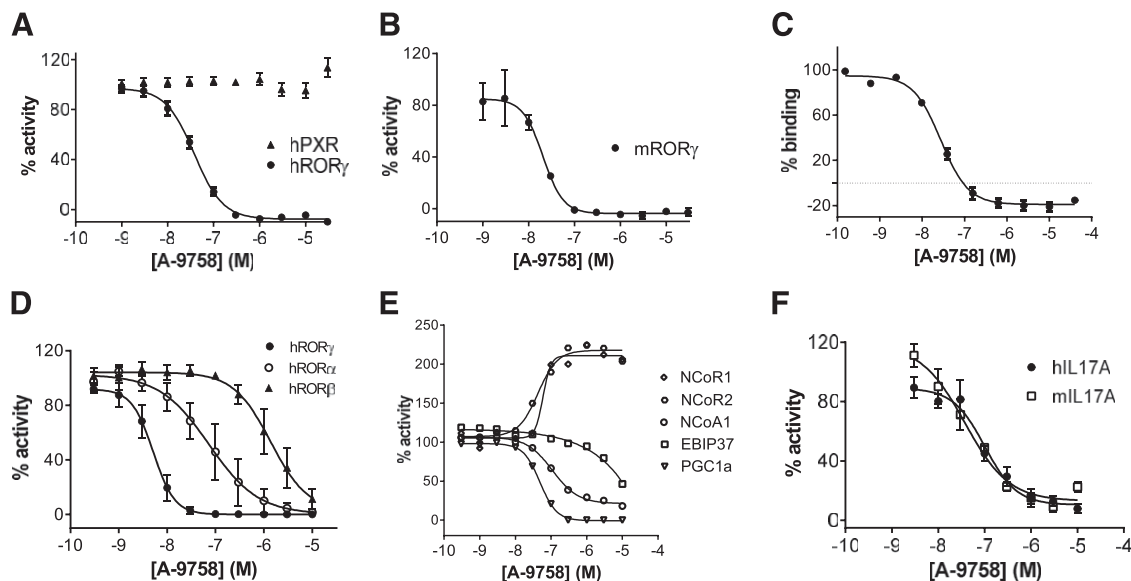 A
120
80
40
0
% activity
hPXR
hRORγ
-10 -9 -8 -7 -6 -5
[A-9758] (M)
B
120
80
40
0
% activity
mRORγ
-10 -9 -8 -7 -6 -5
[A-9758] (M)
C
100
60
20
-20
% binding
-10 -9 -8 -7 -6 -5 -4
[A-9758] (M)
D
120
80
40
0
% activity
hRORγ
hRORα
hRORβ
-10 -9 -8 -7 -6 -5
[A-9758] (M)
E
250
200
150
100
50
0
% activity
NCoR1
NCoR2
NCoA1
EBIP37
PGC1a
-10 -9 -8 -7 -6 -5 -4
[A-9758] (M)
F
120
80
40
0
% activity
hIL17A
mIL17A
-10 -9 -8 -7 -6 -5 -4
[A-9758] (M)